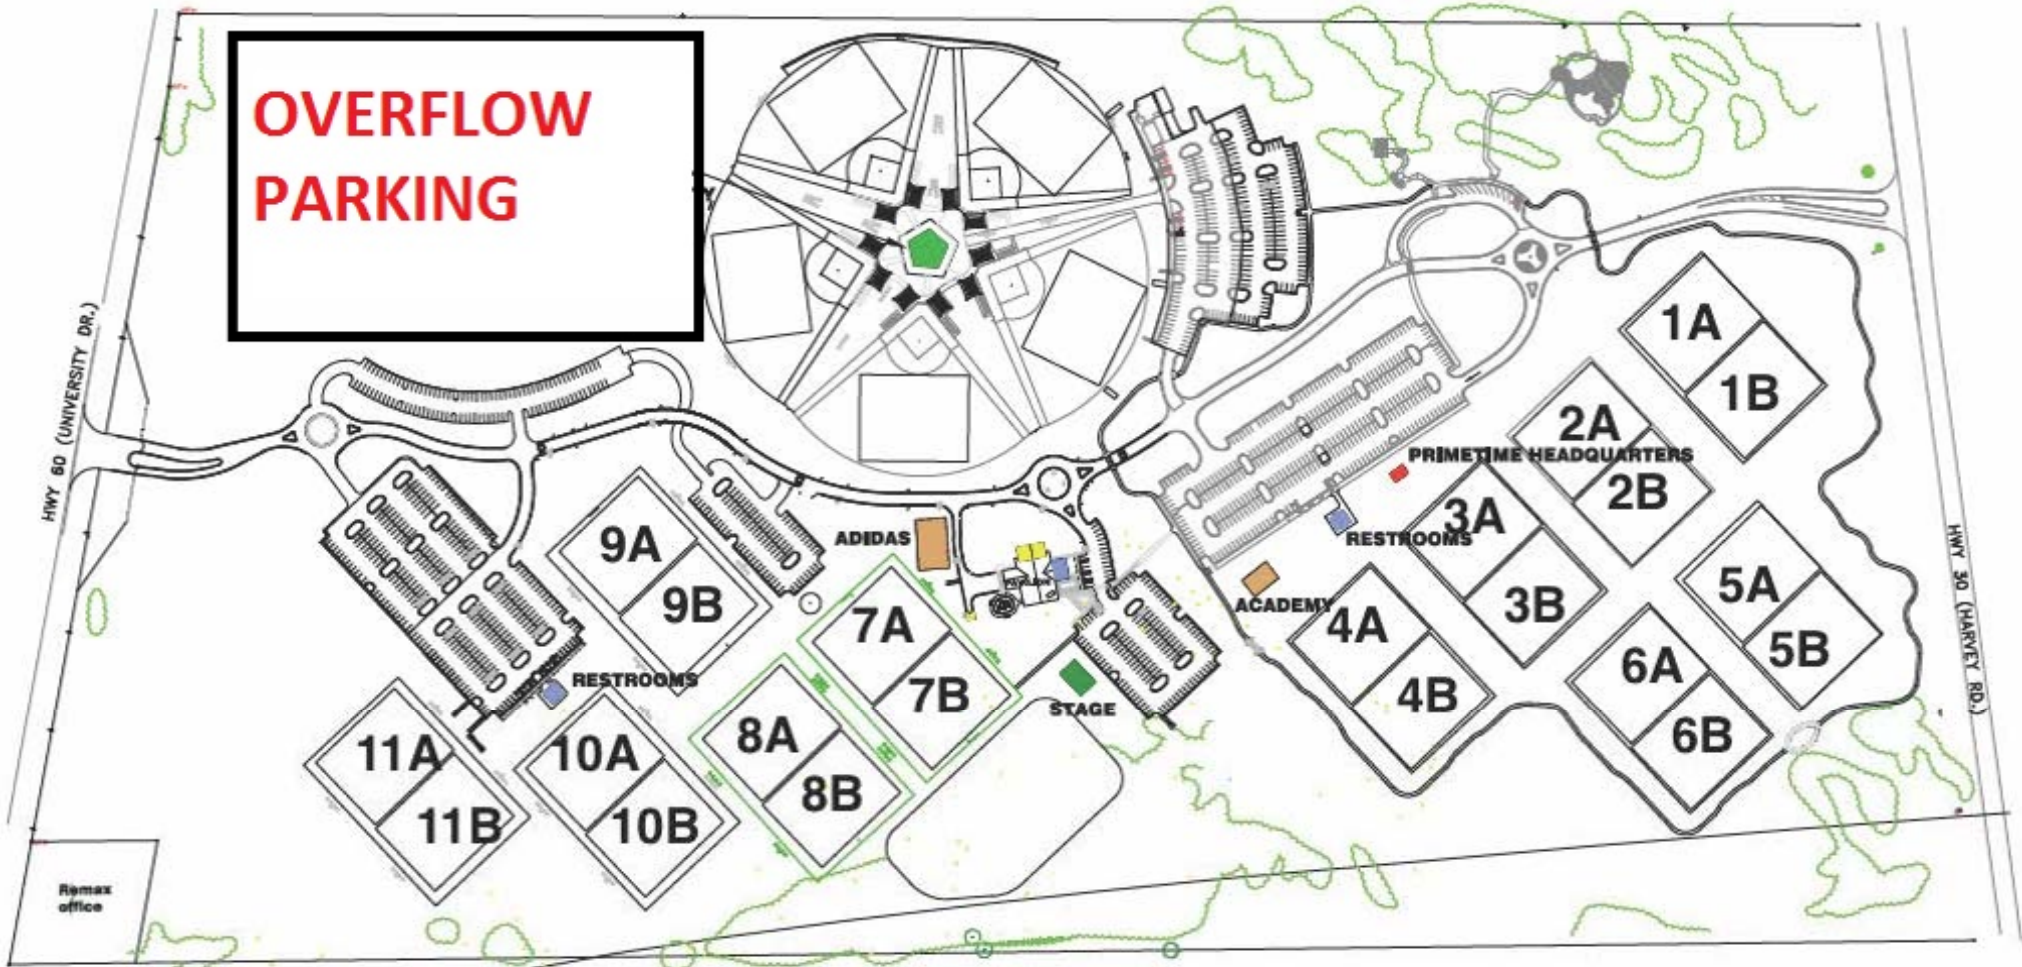 OVERFLOW
PARKING
HWY 60 (UNIVERSITY DR.)
HWY 30 (HARVEY RD.)
1A
1B
2A
PRIMETIME HEADQUARTERS
2B
3A
ADIDAS
RESTROOMS
9A
5A
PAVILION
ACADEMY
9B
7A
4A
3B
5B
6A
RESTROOMS
7B
4B
STAGE
8A
6B
11A
10A
8B
11B
10B
Remax
office